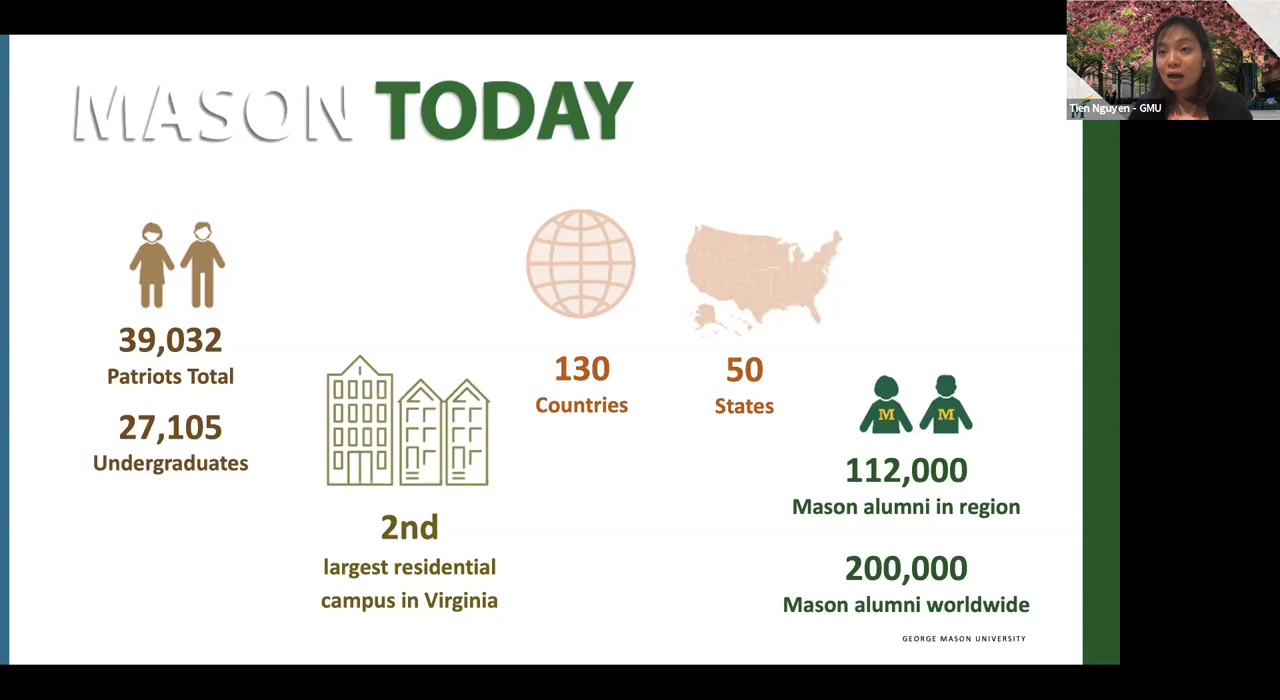 MASON TODAY
Tien Nguyen - GMU
39,032
Patriots Total
27,105
Undergraduates
2nd
largest residential
campus in Virginia
130
Countries
50
States
M M
112,000
Mason alumni in region
200,000
Mason alumni worldwide
GEORGE MASON UNIVERSITY